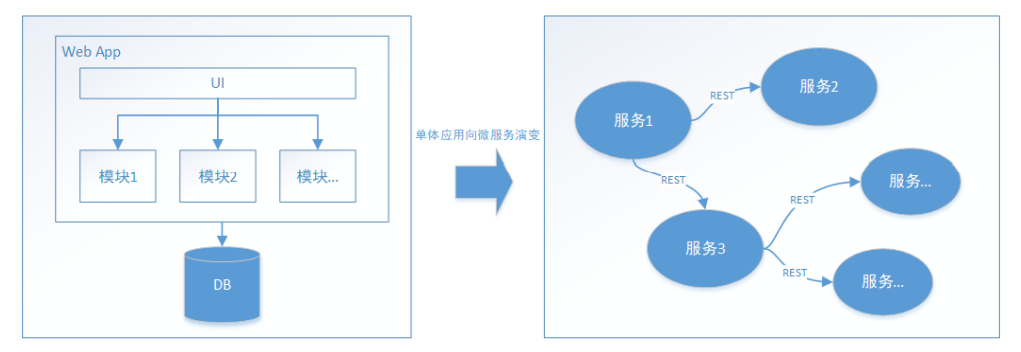 Web App
UI
模块1
模块2
模块...
DB
单体应用向微服务演变
服务1
REST
服务2
REST
服务3
REST
服务...
REST
服务...